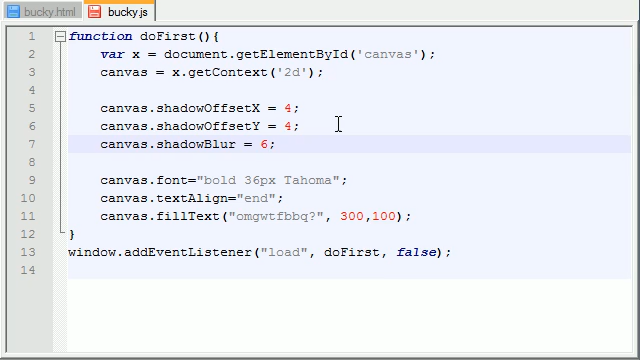 bucky.html bucky.js
1 function doFirst(){
2 var x = document.getElementById('canvas');
3 canvas = x.getContext('2d');
4
5 canvas.shadowOffsetX = 4;
6 canvas.shadowOffsetY = 4;
7 canvas.shadowBlur = 6;
8
9 canvas.font="bold 36px Tahoma";
10 canvas.textAlign="end";
11 canvas.fillText("omgwtfbbq?", 300,100);
12 }
13 window.addEventListener("load", doFirst, false);
14